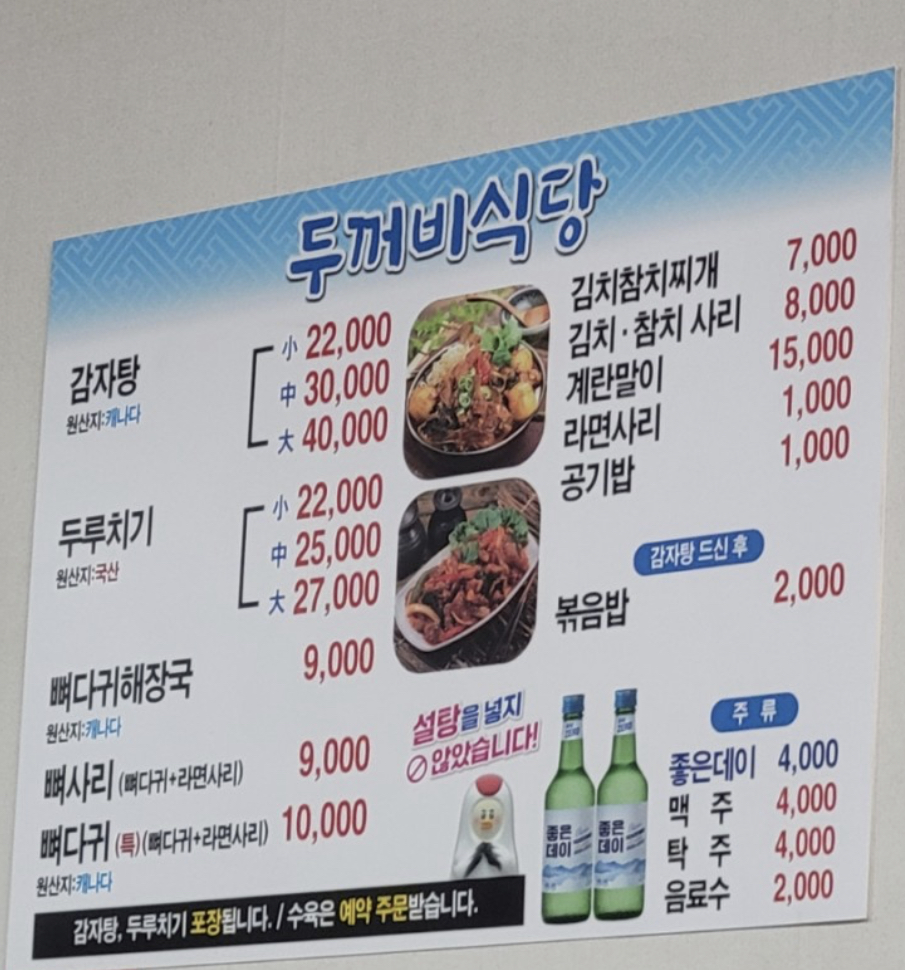 두꺼비식당
감자탕
원산지:캐나다
小 22,000
中 30,000
大 40,000
두루치기
원산지:국산
小 22,000
中 25,000
大 27,000
뼈다귀해장국 9,000
원산지:캐나다
뼈사리 (뼈다귀+라면사리) 9,000
뼈다귀 (특)(뼈다귀+라면사리) 10,000
원산지:캐나다
김치참치찌개 7,000
김치·참치 사리 8,000
계란말이 15,000
라면사리 1,000
공기밥 1,000
감자탕 드신 후
볶음밥 2,000
설탕을 넣지
않았습니다!
좋은
데이
좋은
데이
주 류
좋은데이 4,000
맥 주 4,000
탁 주 4,000
음료수 2,000
감자탕, 두루치기 포장됩니다. / 수육은 예약 주문받습니다.